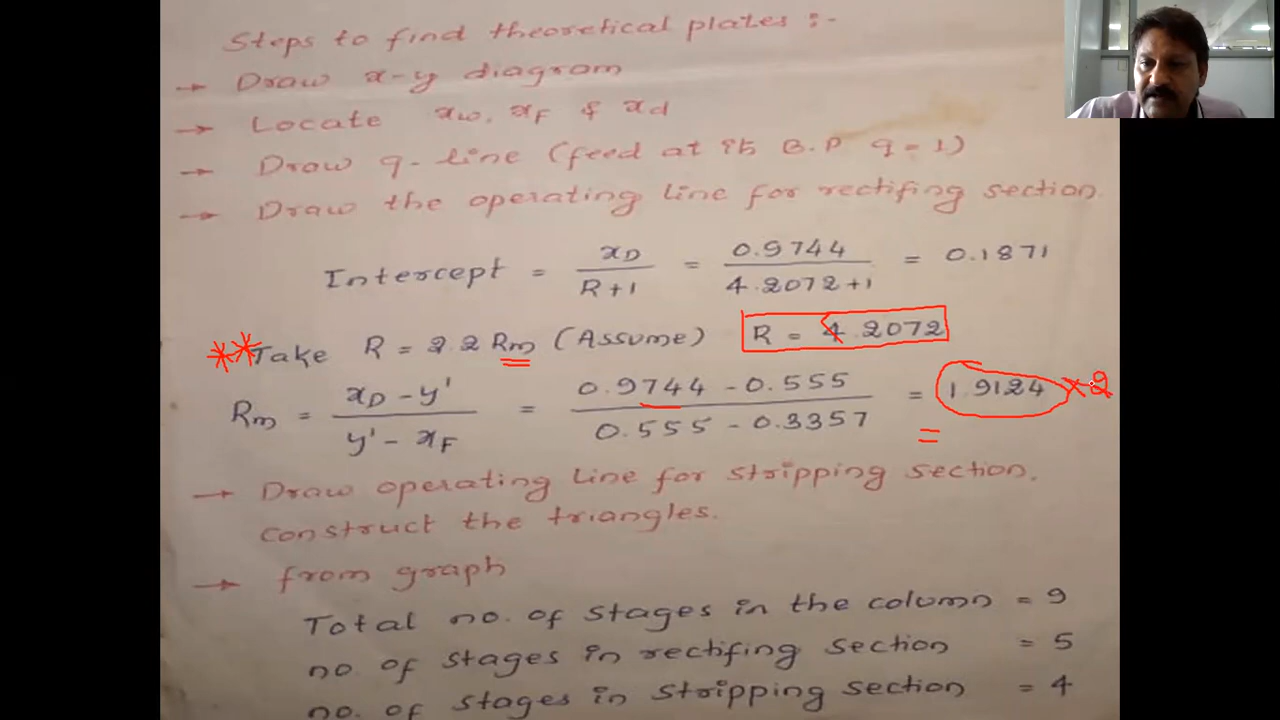 Steps to find theoretical plates :-
→ Draw x-y diagram
→ Locate xw, xF & xd
→ Draw q-line (feed at its B.P q=1)
→ Draw the operating line for rectifing section.
Intercept = xD / R+1 = 0.9744 / 4.2072+1 = 0.1871
**Take R = 2.2 Rm (Assume) R = 4.2072
Rm = xD - y' / y' - xF = 0.9744 - 0.555 / 0.555 - 0.3357 = 1.9124 × 2
=
→ Draw operating line for stripping section.
construct the triangles.
→ from graph
Total no. of stages in the column = 9
no of stages in rectifing section = 5
no. of stages in stripping section = 4